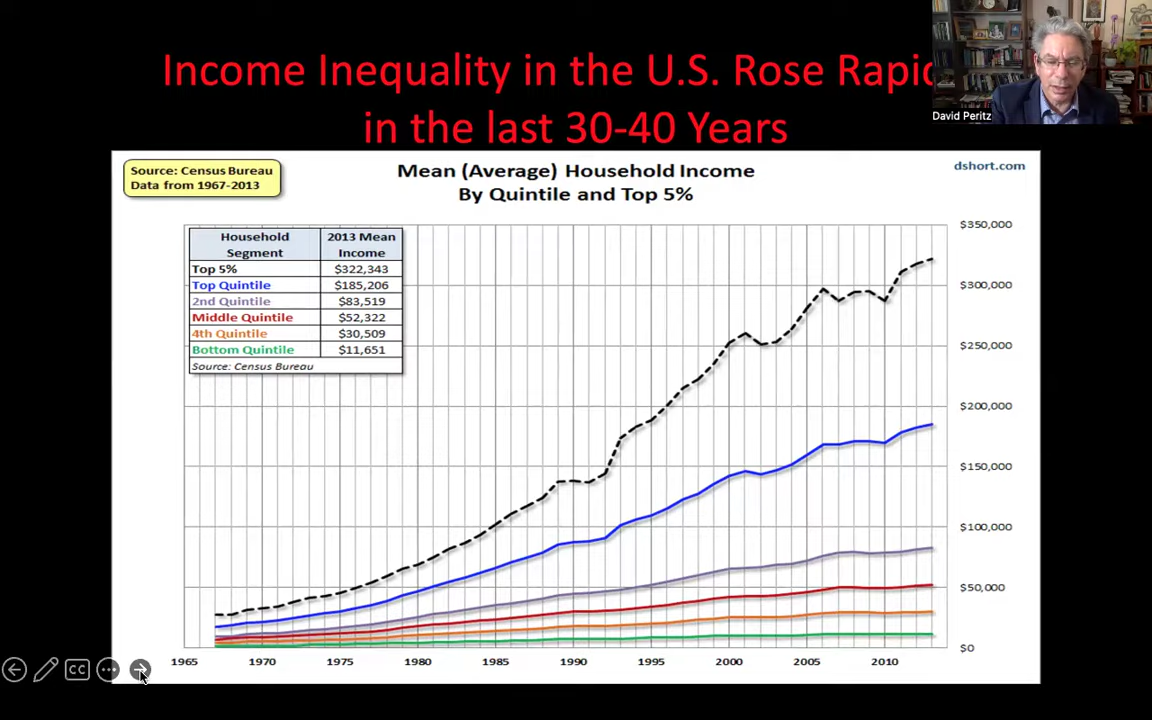 Income Inequality in the U.S. Rose Rapid
in the last 30-40 Years
David Peritz
Source: Census Bureau
Data from 1967-2013
Mean (Average) Household Income
By Quintile and Top 5%
dshort.com
Household Segment 2013 Mean Income
Top 5% $322,343
Top Quintile $185,206
2nd Quintile $83,519
Middle Quintile $52,322
4th Quintile $30,509
Bottom Quintile $11,651
Source: Census Bureau
$350,000
$300,000
$250,000
$200,000
$150,000
$100,000
$50,000
$0
1965 1970 1975 1980 1985 1990 1995 2000 2005 2010
CC